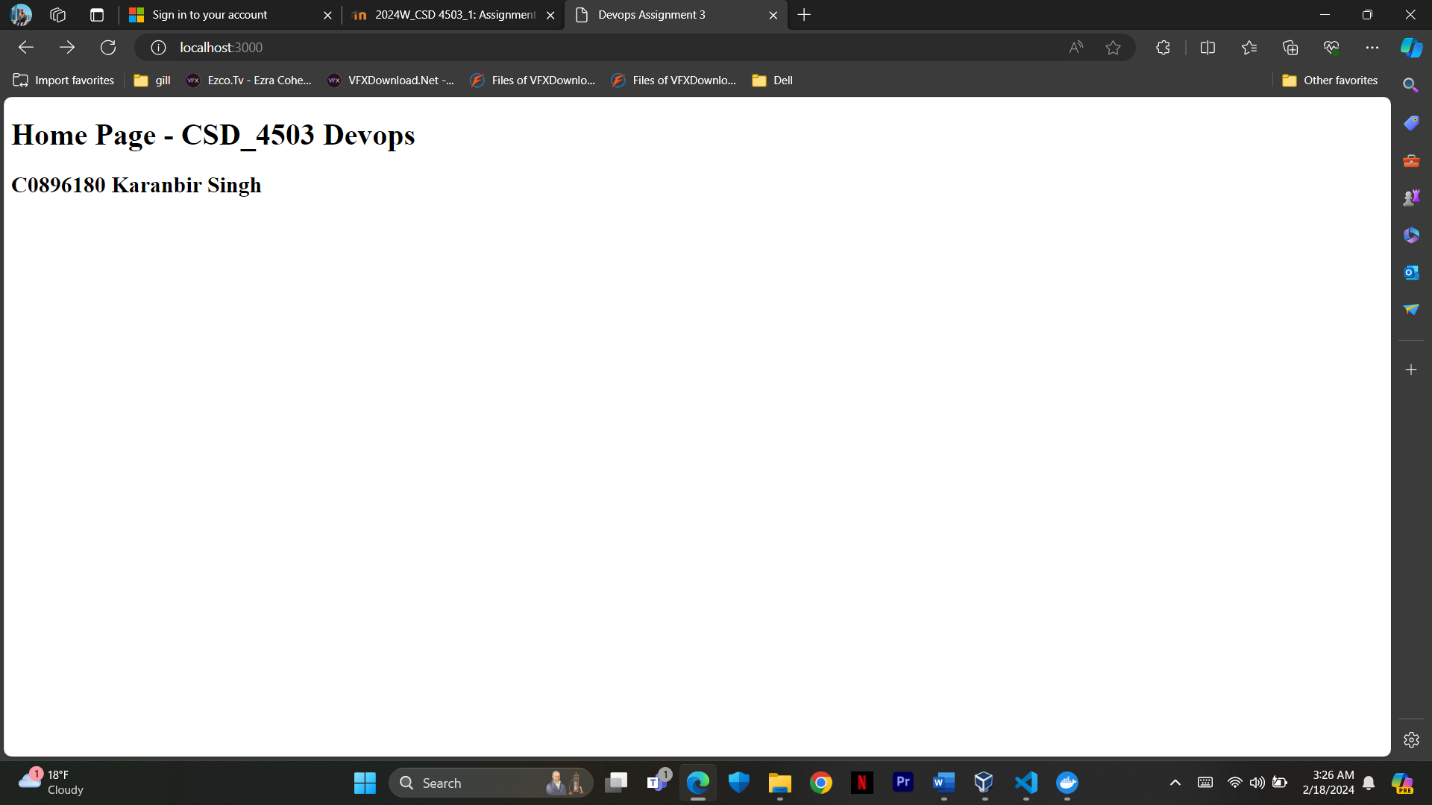 Sign in to your account
2024W_CSD 4503_1: Assignment
Devops Assignment 3
localhost:3000
Import favorites
gill
Ezco.Tv - Ezra Cohe...
VFXDownload.Net -...
Files of VFXDownlo...
Files of VFXDownlo...
Dell
Other favorites
Home Page - CSD_4503 Devops
C0896180 Karanbir Singh
1
18°F
Cloudy
Search
1
3:26 AM
2/18/2024